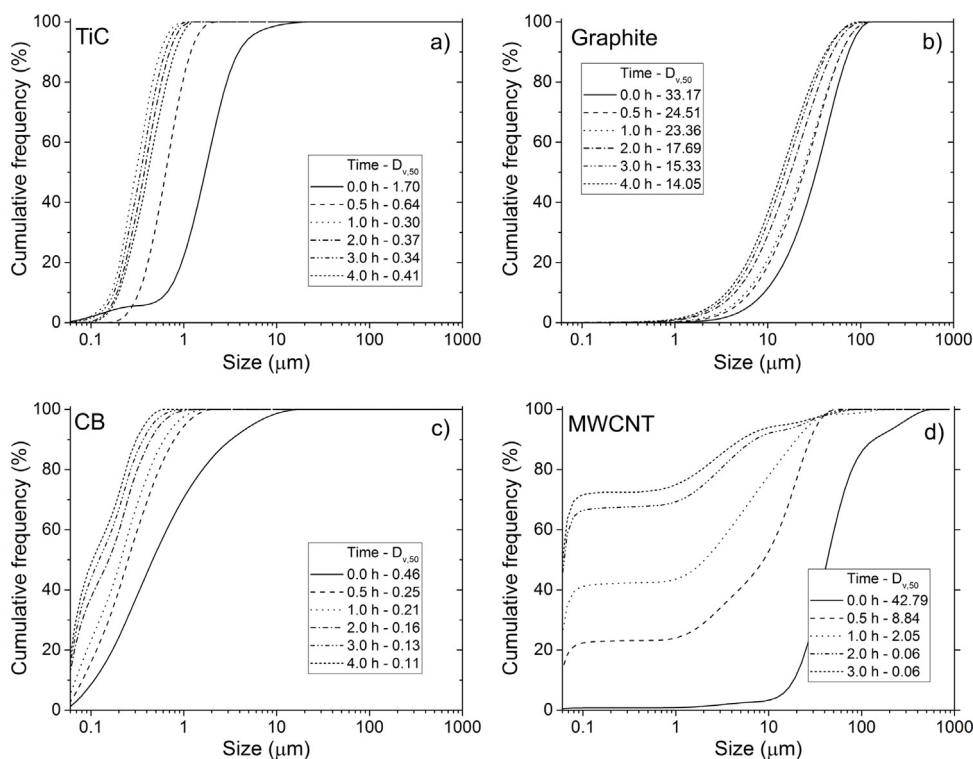 TiC
a)
100
80
60
40
20
0
0.1 1 10 100 1000
Cumulative frequency (%)
Size (μm)
Time - Dv,50
0.0 h - 1.70
0.5 h - 0.64
1.0 h - 0.30
2.0 h - 0.37
3.0 h - 0.34
4.0 h - 0.41
Graphite
b)
100
80
60
40
20
0
0.1 1 10 100 1000
Cumulative frequency (%)
Size (μm)
Time - Dv,50
0.0 h - 33.17
0.5 h - 24.51
1.0 h - 23.36
2.0 h - 17.69
3.0 h - 15.33
4.0 h - 14.05
CB
c)
100
80
60
40
20
0
0.1 1 10 100 1000
Cumulative frequency (%)
Size (μm)
Time - Dv,50
0.0 h - 0.46
0.5 h - 0.25
1.0 h - 0.21
2.0 h - 0.16
3.0 h - 0.13
4.0 h - 0.11
MWCNT
d)
100
80
60
40
20
0
0.1 1 10 100 1000
Cumulative frequency (%)
Size (μm)
Time - Dv,50
0.0 h - 42.79
0.5 h - 8.84
1.0 h - 2.05
2.0 h - 0.06
3.0 h - 0.06